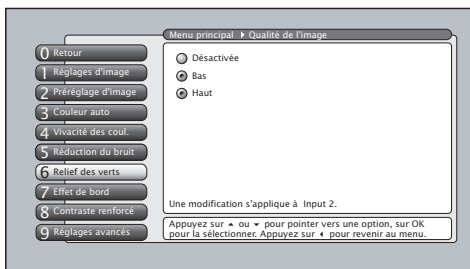 Menu principal ▸ Qualité de l'image
0 Retour
1 Réglages d'image
2 Préréglage d'image
3 Couleur auto
4 Vivacité des coul.
5 Réduction du bruit
6 Relief des verts
7 Effet de bord
8 Contraste renforcé
9 Réglages avancés
Désactivée
Bas
Haut
Une modification s'applique à Input 2.
Appuyez sur ▴ ou ▾ pour pointer vers une option, sur OK
pour la sélectionner. Appuyez sur ◂ pour revenir au menu.